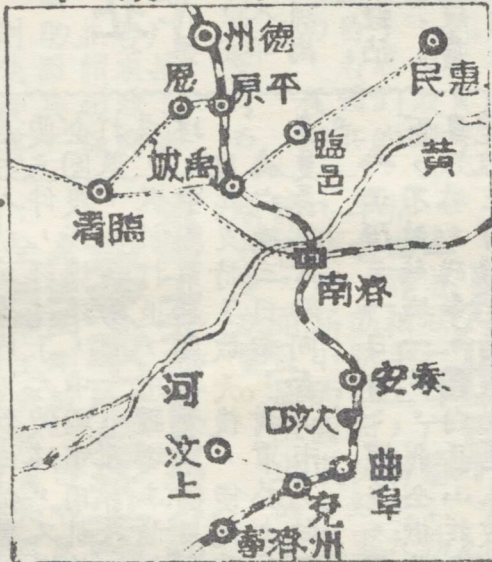 德州
惠民
恩
平原
臨邑
黃
禹城
臨清
濟南
泰安
河
大汶口
汶上
曲阜
兗州
濟寧